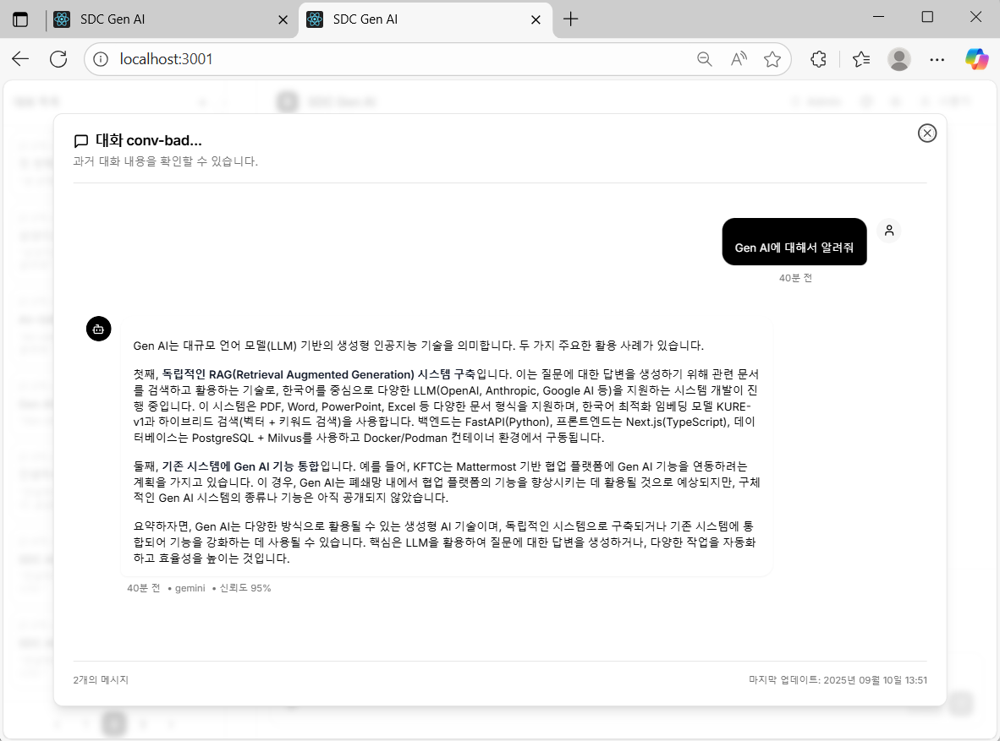 SDC Gen AI
SDC Gen AI
localhost:3001
대화 conv-bad...
과거 대화 내용을 확인할 수 있습니다.
Gen AI에 대해서 알려줘
40분 전
Gen AI는 대규모 언어 모델(LLM) 기반의 생성형 인공지능 기술을 의미합니다. 두 가지 주요한 활용 사례가 있습니다.
첫째, 독립적인 RAG(Retrieval Augmented Generation) 시스템 구축입니다. 이는 질문에 대한 답변을 생성하기 위해 관련 문서
를 검색하고 활용하는 기술로, 한국어를 중심으로 다양한 LLM(OpenAI, Anthropic, Google AI 등)을 지원하는 시스템 개발이 진
행 중입니다. 이 시스템은 PDF, Word, PowerPoint, Excel 등 다양한 문서 형식을 지원하며, 한국어 최적화 임베딩 모델 KURE-
v1과 하이브리드 검색(벡터 + 키워드 검색)을 사용합니다. 백엔드는 FastAPI(Python), 프론트엔드는 Next.js(TypeScript), 데이
터베이스는 PostgreSQL + Milvus를 사용하고 Docker/Podman 컨테이너 환경에서 구동됩니다.
둘째, 기존 시스템에 Gen AI 기능 통합입니다. 예를 들어, KFTC는 Mattermost 기반 협업 플랫폼에 Gen AI 기능을 연동하려는
계획을 가지고 있습니다. 이 경우, Gen AI는 폐쇄망 내에서 협업 플랫폼의 기능을 향상시키는 데 활용될 것으로 예상되지만, 구체
적인 Gen AI 시스템의 종류나 기능은 아직 공개되지 않았습니다.
요약하자면, Gen AI는 다양한 방식으로 활용될 수 있는 생성형 AI 기술이며, 독립적인 시스템으로 구축되거나 기존 시스템에 통
합되어 기능을 강화하는 데 사용될 수 있습니다. 핵심은 LLM을 활용하여 질문에 대한 답변을 생성하거나, 다양한 작업을 자동화
하고 효율성을 높이는 것입니다.
40분 전 • gemini • 신뢰도 95%
2개의 메시지
마지막 업데이트: 2025년 09월 10일 13:51